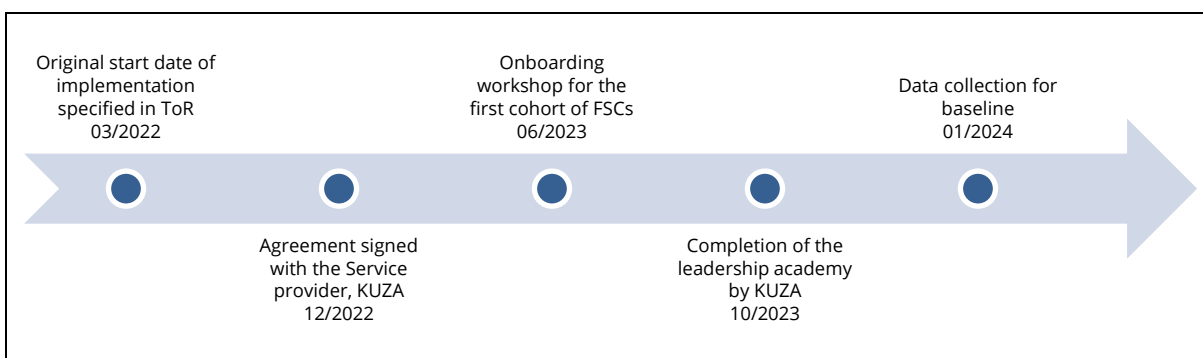 Original start date of
implementation
specified in ToR
03/2022
Agreement signed
with the Service
provider, KUZA
12/2022
Onboarding
workshop for the
first cohort of FSCs
06/2023
Completion of the
leadership academy
by KUZA
10/2023
Data collection for
baseline
01/2024